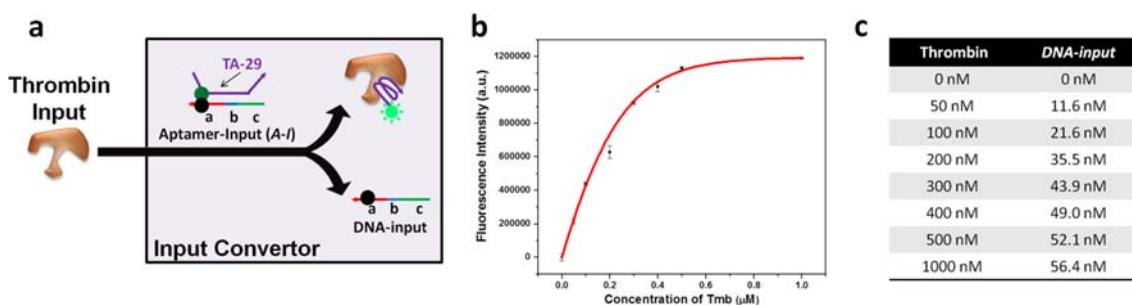 a
Thrombin
Input
TA-29
a b c
Aptamer-Input (A-I)
a b c
DNA-input
Input Convertor
b
Fluorescence Intensity (a.u.)
1200000
1000000
800000
600000
400000
200000
0
0.0 0.2 0.4 0.6 0.8 1.0
Concentration of Tmb (μM)
c
Thrombin DNA-input
0 nM 0 nM
50 nM 11.6 nM
100 nM 21.6 nM
200 nM 35.5 nM
300 nM 43.9 nM
400 nM 49.0 nM
500 nM 52.1 nM
1000 nM 56.4 nM